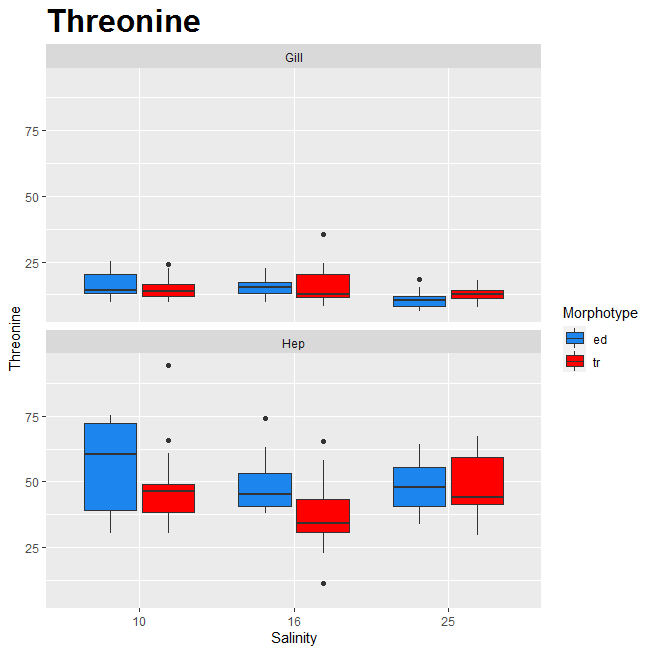 Threonine
Gill
75
50
25
Hep
75
50
25
10
16
25
Salinity
Threonine
Morphotype
ed
tr